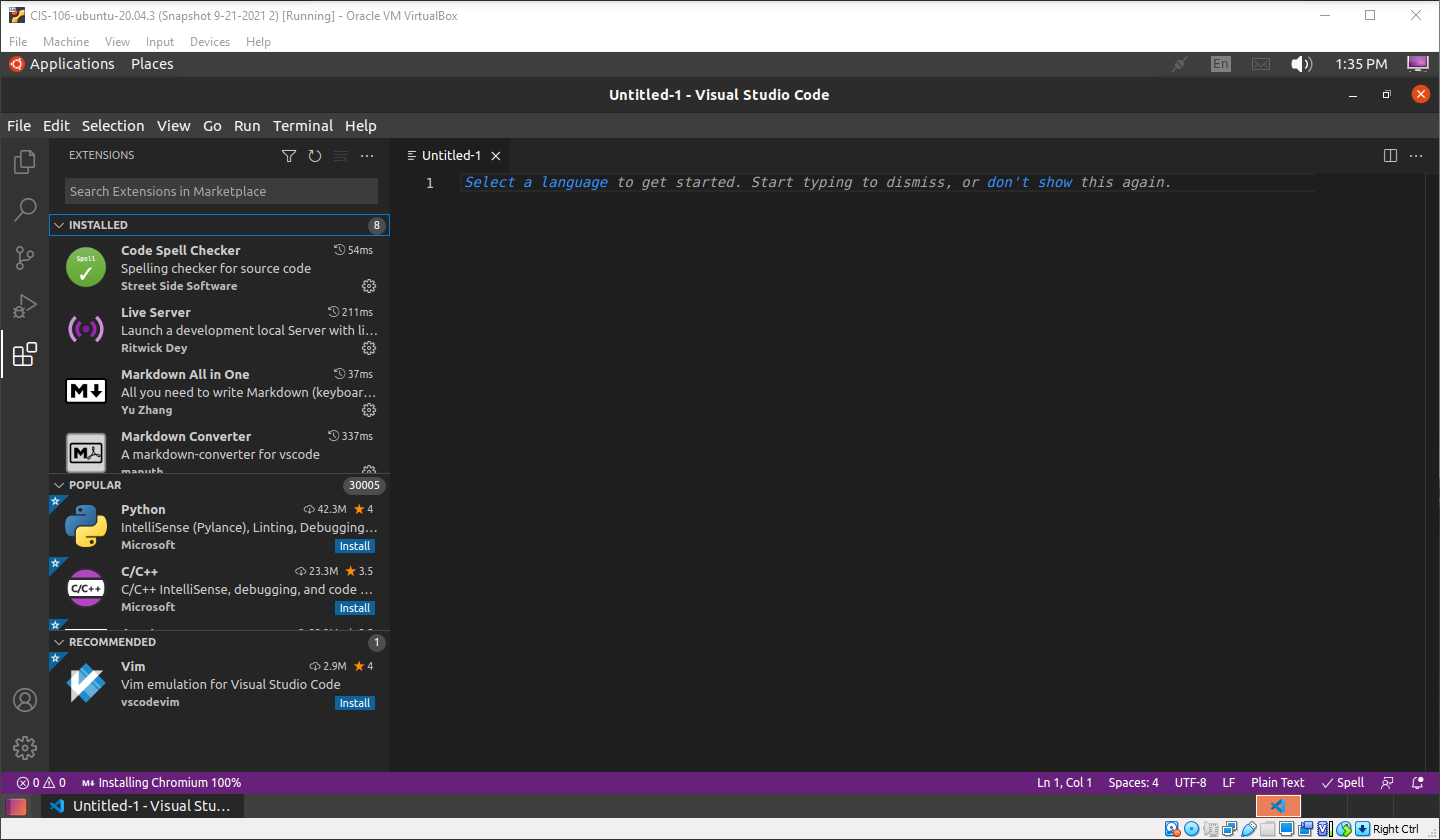 CIS-106-ubuntu-20.04.3 (Snapshot 9-21-2021 2) [Running] - Oracle VM VirtualBox
File Machine View Input Devices Help
Applications Places En 1:35 PM
Untitled-1 - Visual Studio Code
File Edit Selection View Go Run Terminal Help
EXTENSIONS
Search Extensions in Marketplace
INSTALLED 8
Spell
Code Spell Checker 54ms
Spelling checker for source code
Street Side Software
Live Server 211ms
Launch a development local Server with li...
Ritwick Dey
Markdown All in One 37ms
All you need to write Markdown (keyboar...
Yu Zhang
Markdown Converter 337ms
A markdown-converter for vscode
manuth
POPULAR 30005
Python 42.3M 4
IntelliSense (Pylance), Linting, Debugging...
Microsoft Install
C/C++ 23.3M 3.5
C/C++
C/C++ IntelliSense, debugging, and code ...
Microsoft Install
RECOMMENDED 1
Vim 2.9M 4
Vim emulation for Visual Studio Code
vscodevim Install
Untitled-1
1 Select a language to get started. Start typing to dismiss, or don't show this again.
0 0 Installing Chromium 100% Ln 1, Col 1 Spaces: 4 UTF-8 LF Plain Text Spell
Untitled-1 - Visual Stu...
Right Ctrl